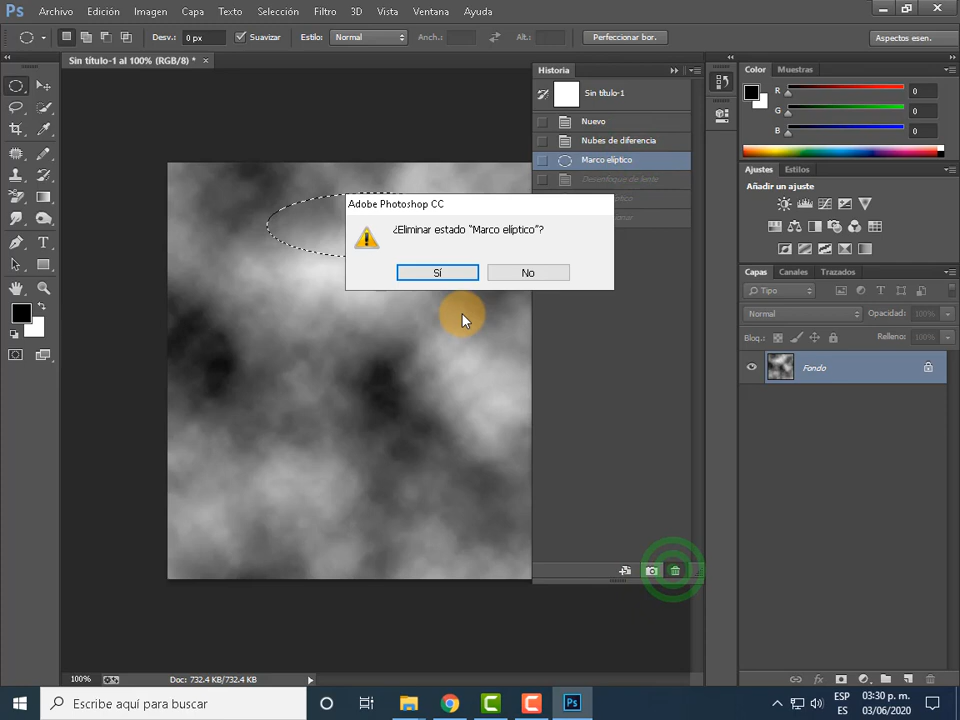 Ps Archivo Edición Imagen Capa Texto Selección Filtro 3D Vista Ventana Ayuda
Desv.: 0 px Suavizar Estilo: Normal Anch.: Alt.: Perfeccionar bor. Aspectos esen.
Sin título-1 al 100% (RGB/8) * ×
Historia
Sin título-1
Nuevo
Nubes de diferencia
Marco elíptico
Desenfoque de lente
Adobe Photoshop CC
¿Eliminar estado "Marco elíptico"?
Sí No
Color Muestras
R 0
G 0
B 0
Ajustes Estilos
Añadir un ajuste
Capas Canales Trazados
Tipo
Normal Opacidad: 100%
Bloq.: Relleno: 100%
Fondo
fx
100% Doc: 732.4 KB/732.4 KB
Escribe aquí para buscar
Ps
ESP 03:30 p. m.
ES 03/06/2020